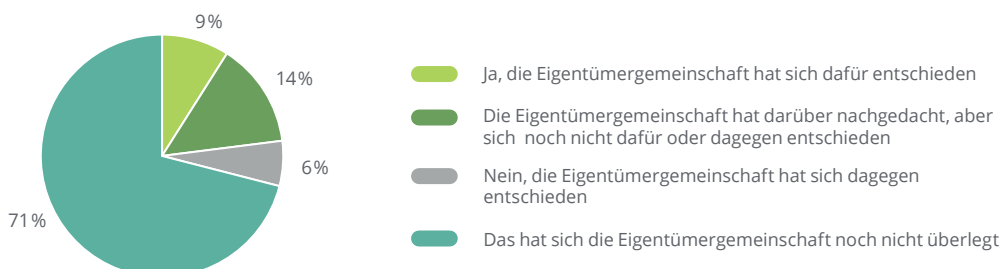 9%
14%
6%
71%
Ja, die Eigentümergemeinschaft hat sich dafür entschieden
Die Eigentümergemeinschaft hat darüber nachgedacht, aber
sich noch nicht dafür oder dagegen entschieden
Nein, die Eigentümergemeinschaft hat sich dagegen
entschieden
Das hat sich die Eigentümergemeinschaft noch nicht überlegt